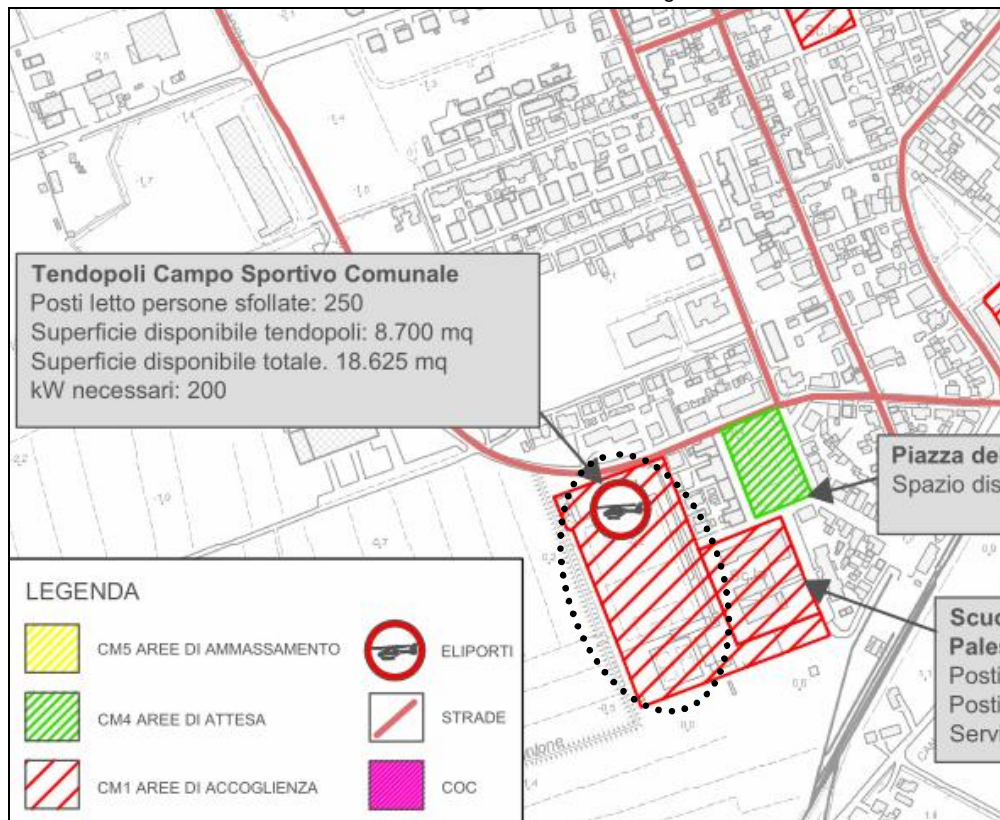 Tendopoli Campo Sportivo Comunale
Posti letto persone sfollate: 250
Superficie disponibile tendopoli: 8.700 mq
Superficie disponibile totale. 18.625 mq
kW necessari: 200
Piazza de
Spazio dis
Scuo
Pales
Posti
Posti
Servi
LEGENDA
CM5 AREE DI AMMASSAMENTO
ELIPORTI
CM4 AREE DI ATTESA
STRADE
CM1 AREE DI ACCOGLIENZA
COC